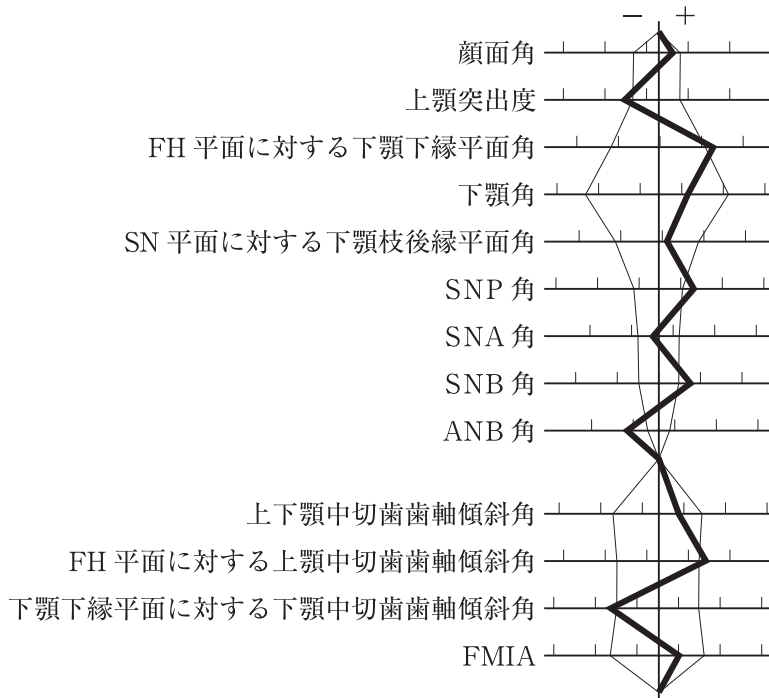 − +
顔面角
上顎突出度
FH 平面に対する下顎下縁平面角
下顎角
SN 平面に対する下顎枝後縁平面角
SNP 角
SNA 角
SNB 角
ANB 角
上下顎中切歯歯軸傾斜角
FH 平面に対する上顎中切歯歯軸傾斜角
下顎下縁平面に対する下顎中切歯歯軸傾斜角
FMIA